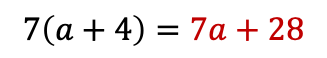 7(a + 4) = 7a + 28